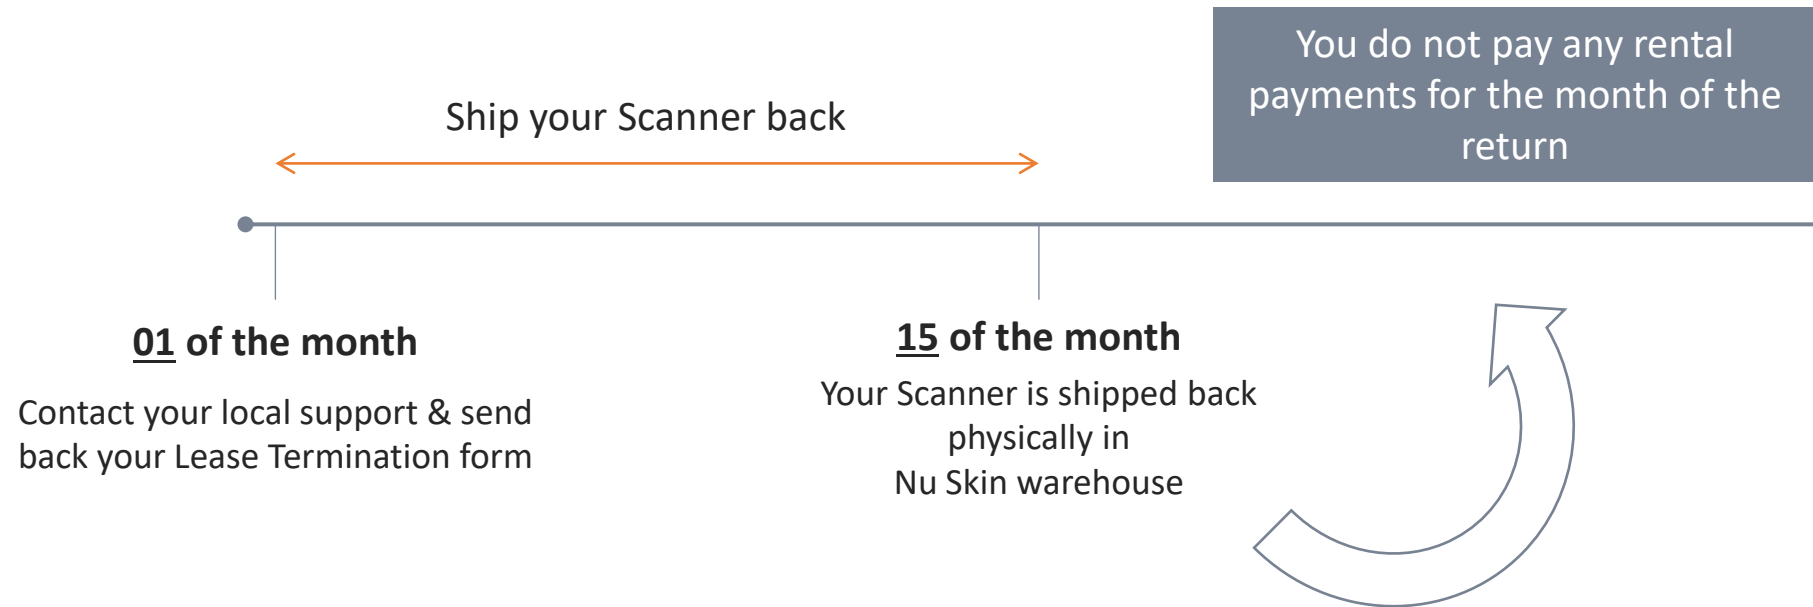 You do not pay any rental
payments for the month of the
return
Ship your Scanner back
01 of the month
Contact your local support & send
back your Lease Termination form
15 of the month
Your Scanner is shipped back
physically in
Nu Skin warehouse